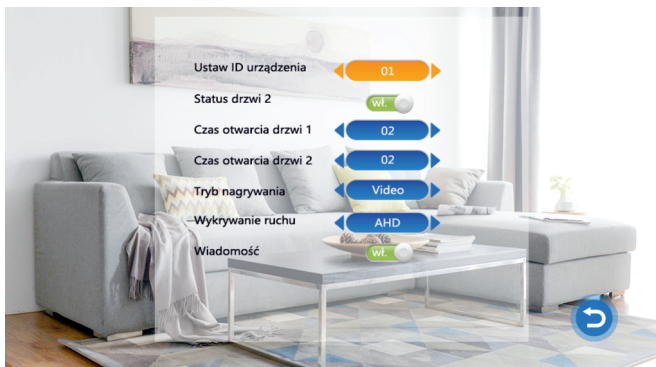 Ustaw ID urządzenia 01
Status drzwi 2 wł.
Czas otwarcia drzwi 1 02
Czas otwarcia drzwi 2 02
Tryb nagrywania Video
Wykrywanie ruchu AHD
Wiadomość wł.